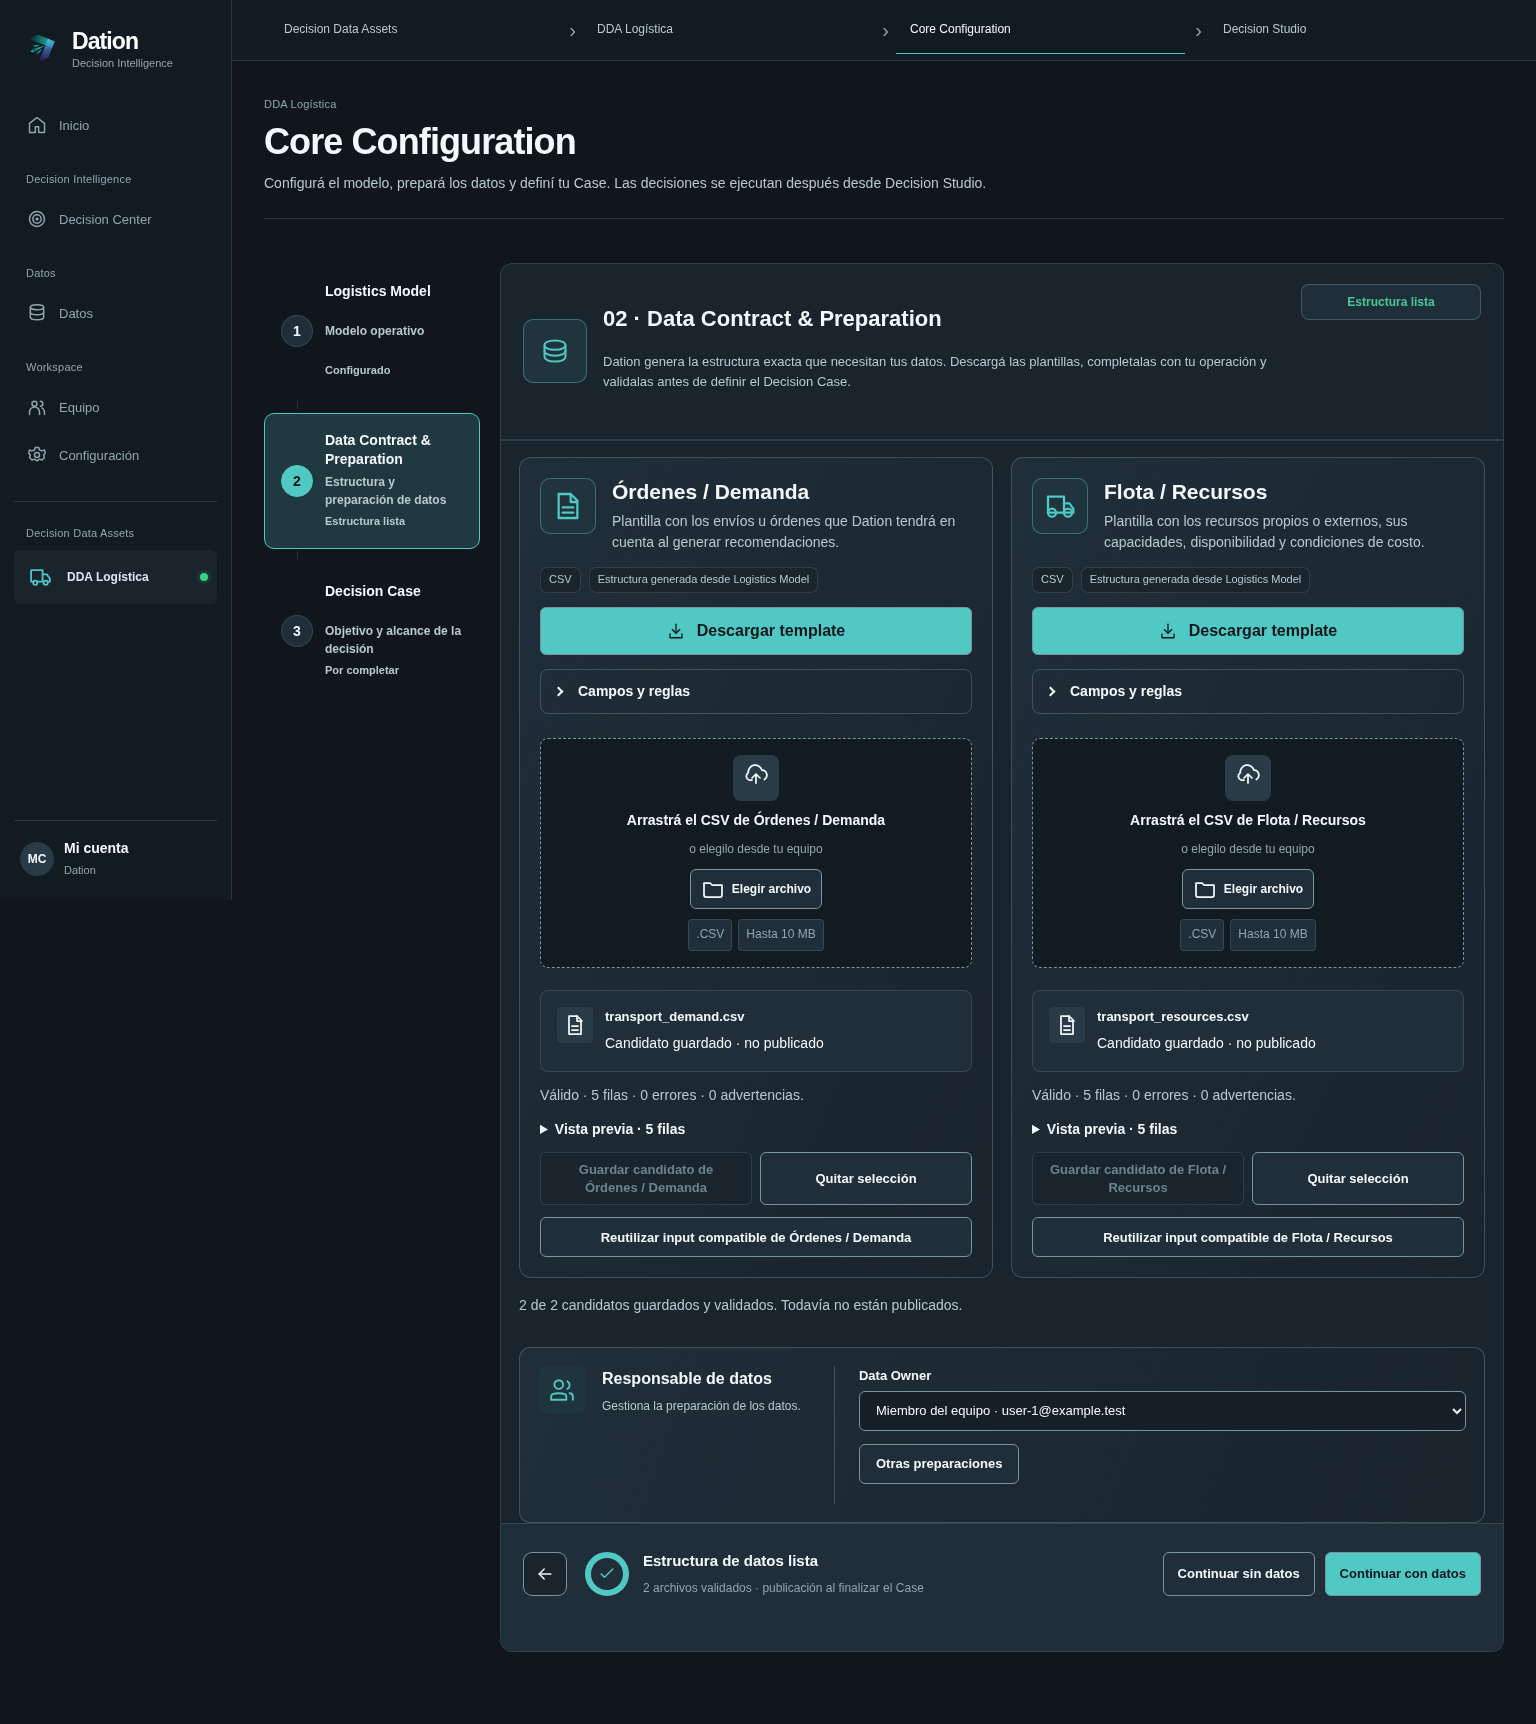 Dation
Decision Intelligence
Inicio
Decision Intelligence
Decision Center
Datos
Datos
Workspace
Equipo
Configuración
Decision Data Assets
DDA Logística
MC
Mi cuenta
Dation
Decision Data Assets
DDA Logística
Core Configuration
Decision Studio
DDA Logística
Core Configuration
Configurá el modelo, prepará los datos y definí tu Case. Las decisiones se ejecutan después desde Decision Studio.
Logistics Model
1
Modelo operativo
Configurado
Data Contract &
Preparation
2
Estructura y
preparación de datos
Estructura lista
Decision Case
3
Objetivo y alcance de la
decisión
Por completar
02 · Data Contract & Preparation
Estructura lista
Dation genera la estructura exacta que necesitan tus datos. Descargá las plantillas, completalas con tu operación y
validalas antes de definir el Decision Case.
Órdenes / Demanda
Plantilla con los envíos u órdenes que Dation tendrá en
cuenta al generar recomendaciones.
CSV
Estructura generada desde Logistics Model
Descargar template
Campos y reglas
Arrastrá el CSV de Órdenes / Demanda
o elegilo desde tu equipo
Elegir archivo
.CSV
Hasta 10 MB
transport_demand.csv
Candidato guardado · no publicado
Válido · 5 filas · 0 errores · 0 advertencias.
Vista previa · 5 filas
Guardar candidato de
Órdenes / Demanda
Quitar selección
Reutilizar input compatible de Órdenes / Demanda
Flota / Recursos
Plantilla con los recursos propios o externos, sus
capacidades, disponibilidad y condiciones de costo.
CSV
Estructura generada desde Logistics Model
Descargar template
Campos y reglas
Arrastrá el CSV de Flota / Recursos
o elegilo desde tu equipo
Elegir archivo
.CSV
Hasta 10 MB
transport_resources.csv
Candidato guardado · no publicado
Válido · 5 filas · 0 errores · 0 advertencias.
Vista previa · 5 filas
Guardar candidato de Flota /
Recursos
Quitar selección
Reutilizar input compatible de Flota / Recursos
2 de 2 candidatos guardados y validados. Todavía no están publicados.
Responsable de datos
Gestiona la preparación de los datos.
Data Owner
Miembro del equipo · user-1@example.test
Otras preparaciones
Estructura de datos lista
2 archivos validados · publicación al finalizar el Case
Continuar sin datos
Continuar con datos